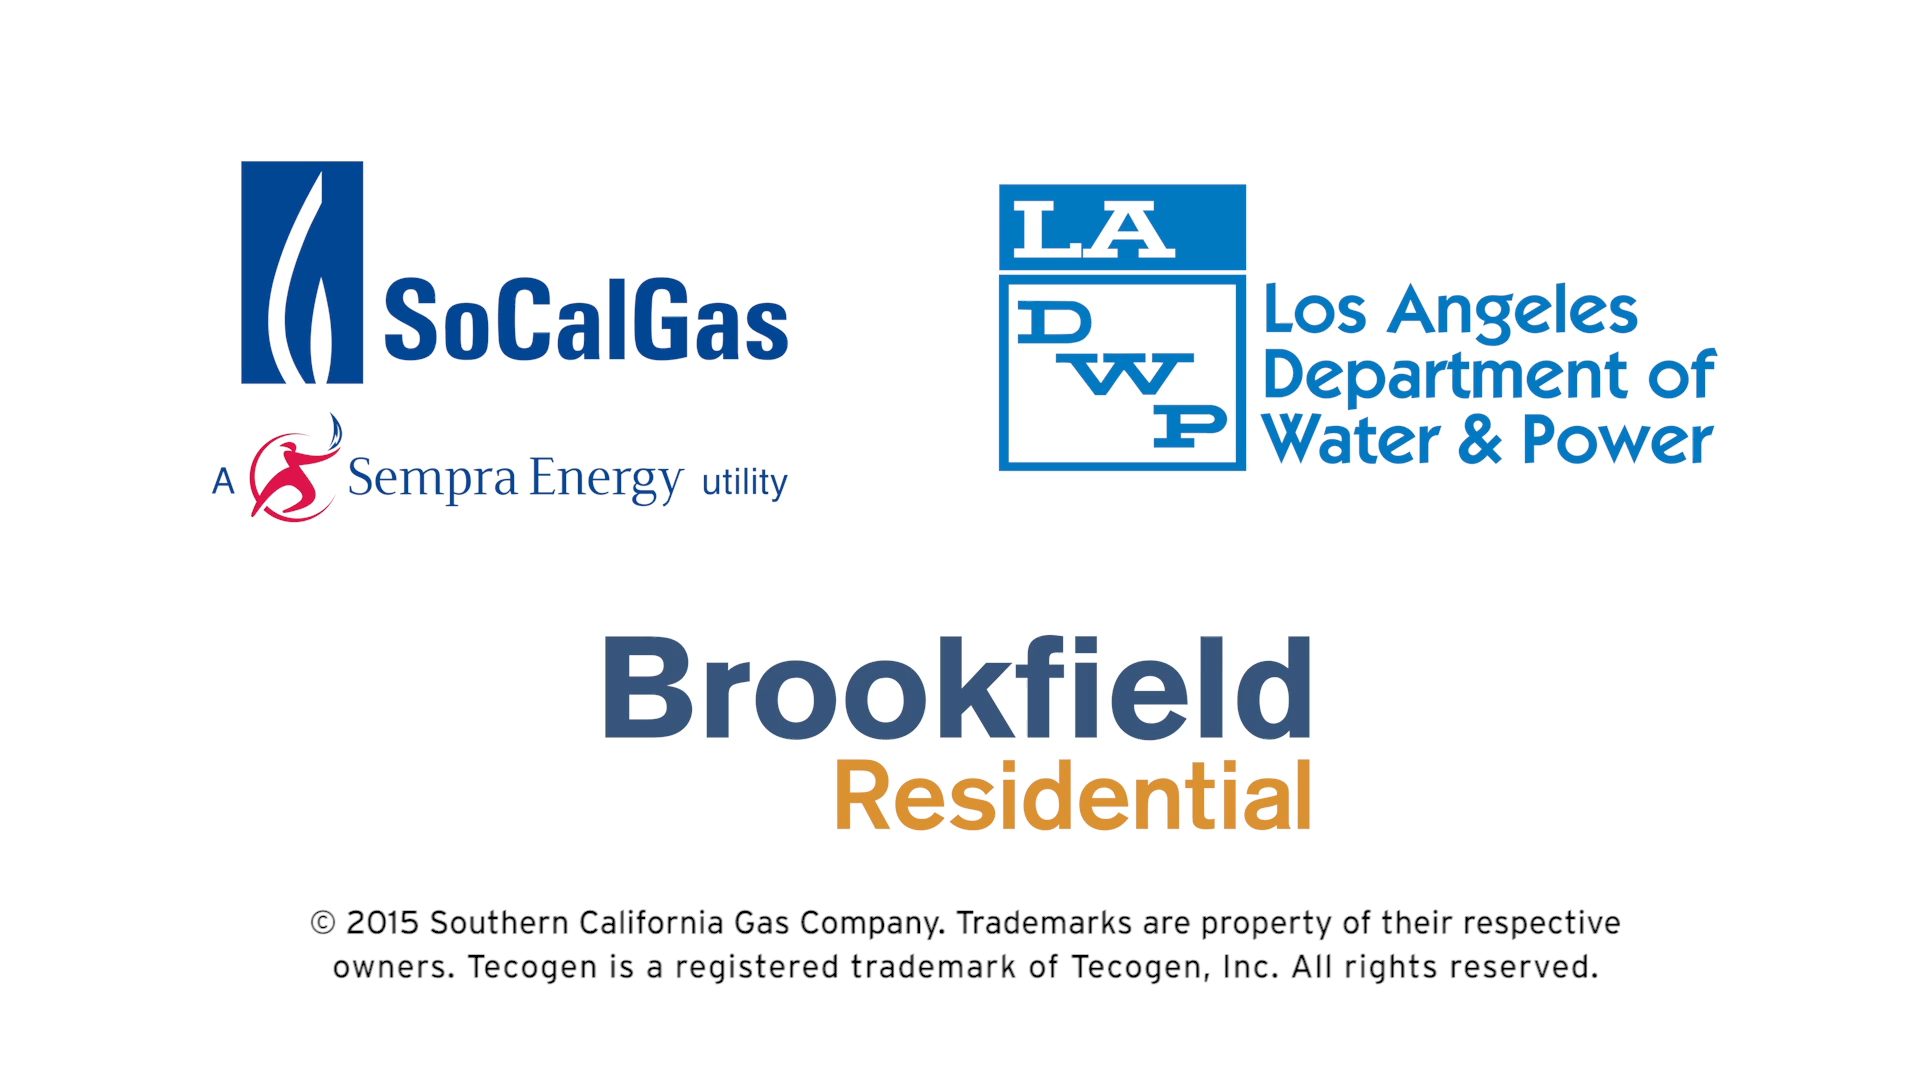 SoCalGas
A Sempra Energy utility
LA
D
W
P
Los Angeles
Department of
Water & Power
Brookfield
Residential
© 2015 Southern California Gas Company. Trademarks are property of their respective
owners. Tecogen is a registered trademark of Tecogen, Inc. All rights reserved.